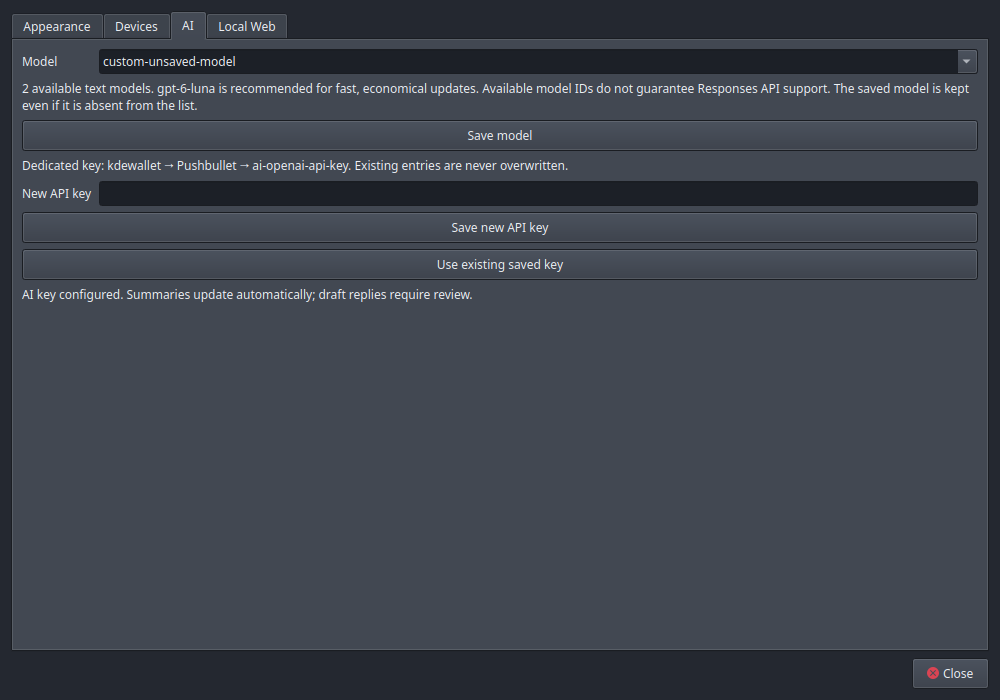 Appearance
Devices
AI
Local Web
Model
custom-unsaved-model
2 available text models. gpt-6-luna is recommended for fast, economical updates. Available model IDs do not guarantee Responses API support. The saved model is kept
even if it is absent from the list.
Save model
Dedicated key: kdewallet → Pushbullet → ai-openai-api-key. Existing entries are never overwritten.
New API key
Save new API key
Use existing saved key
AI key configured. Summaries update automatically; draft replies require review.
Close